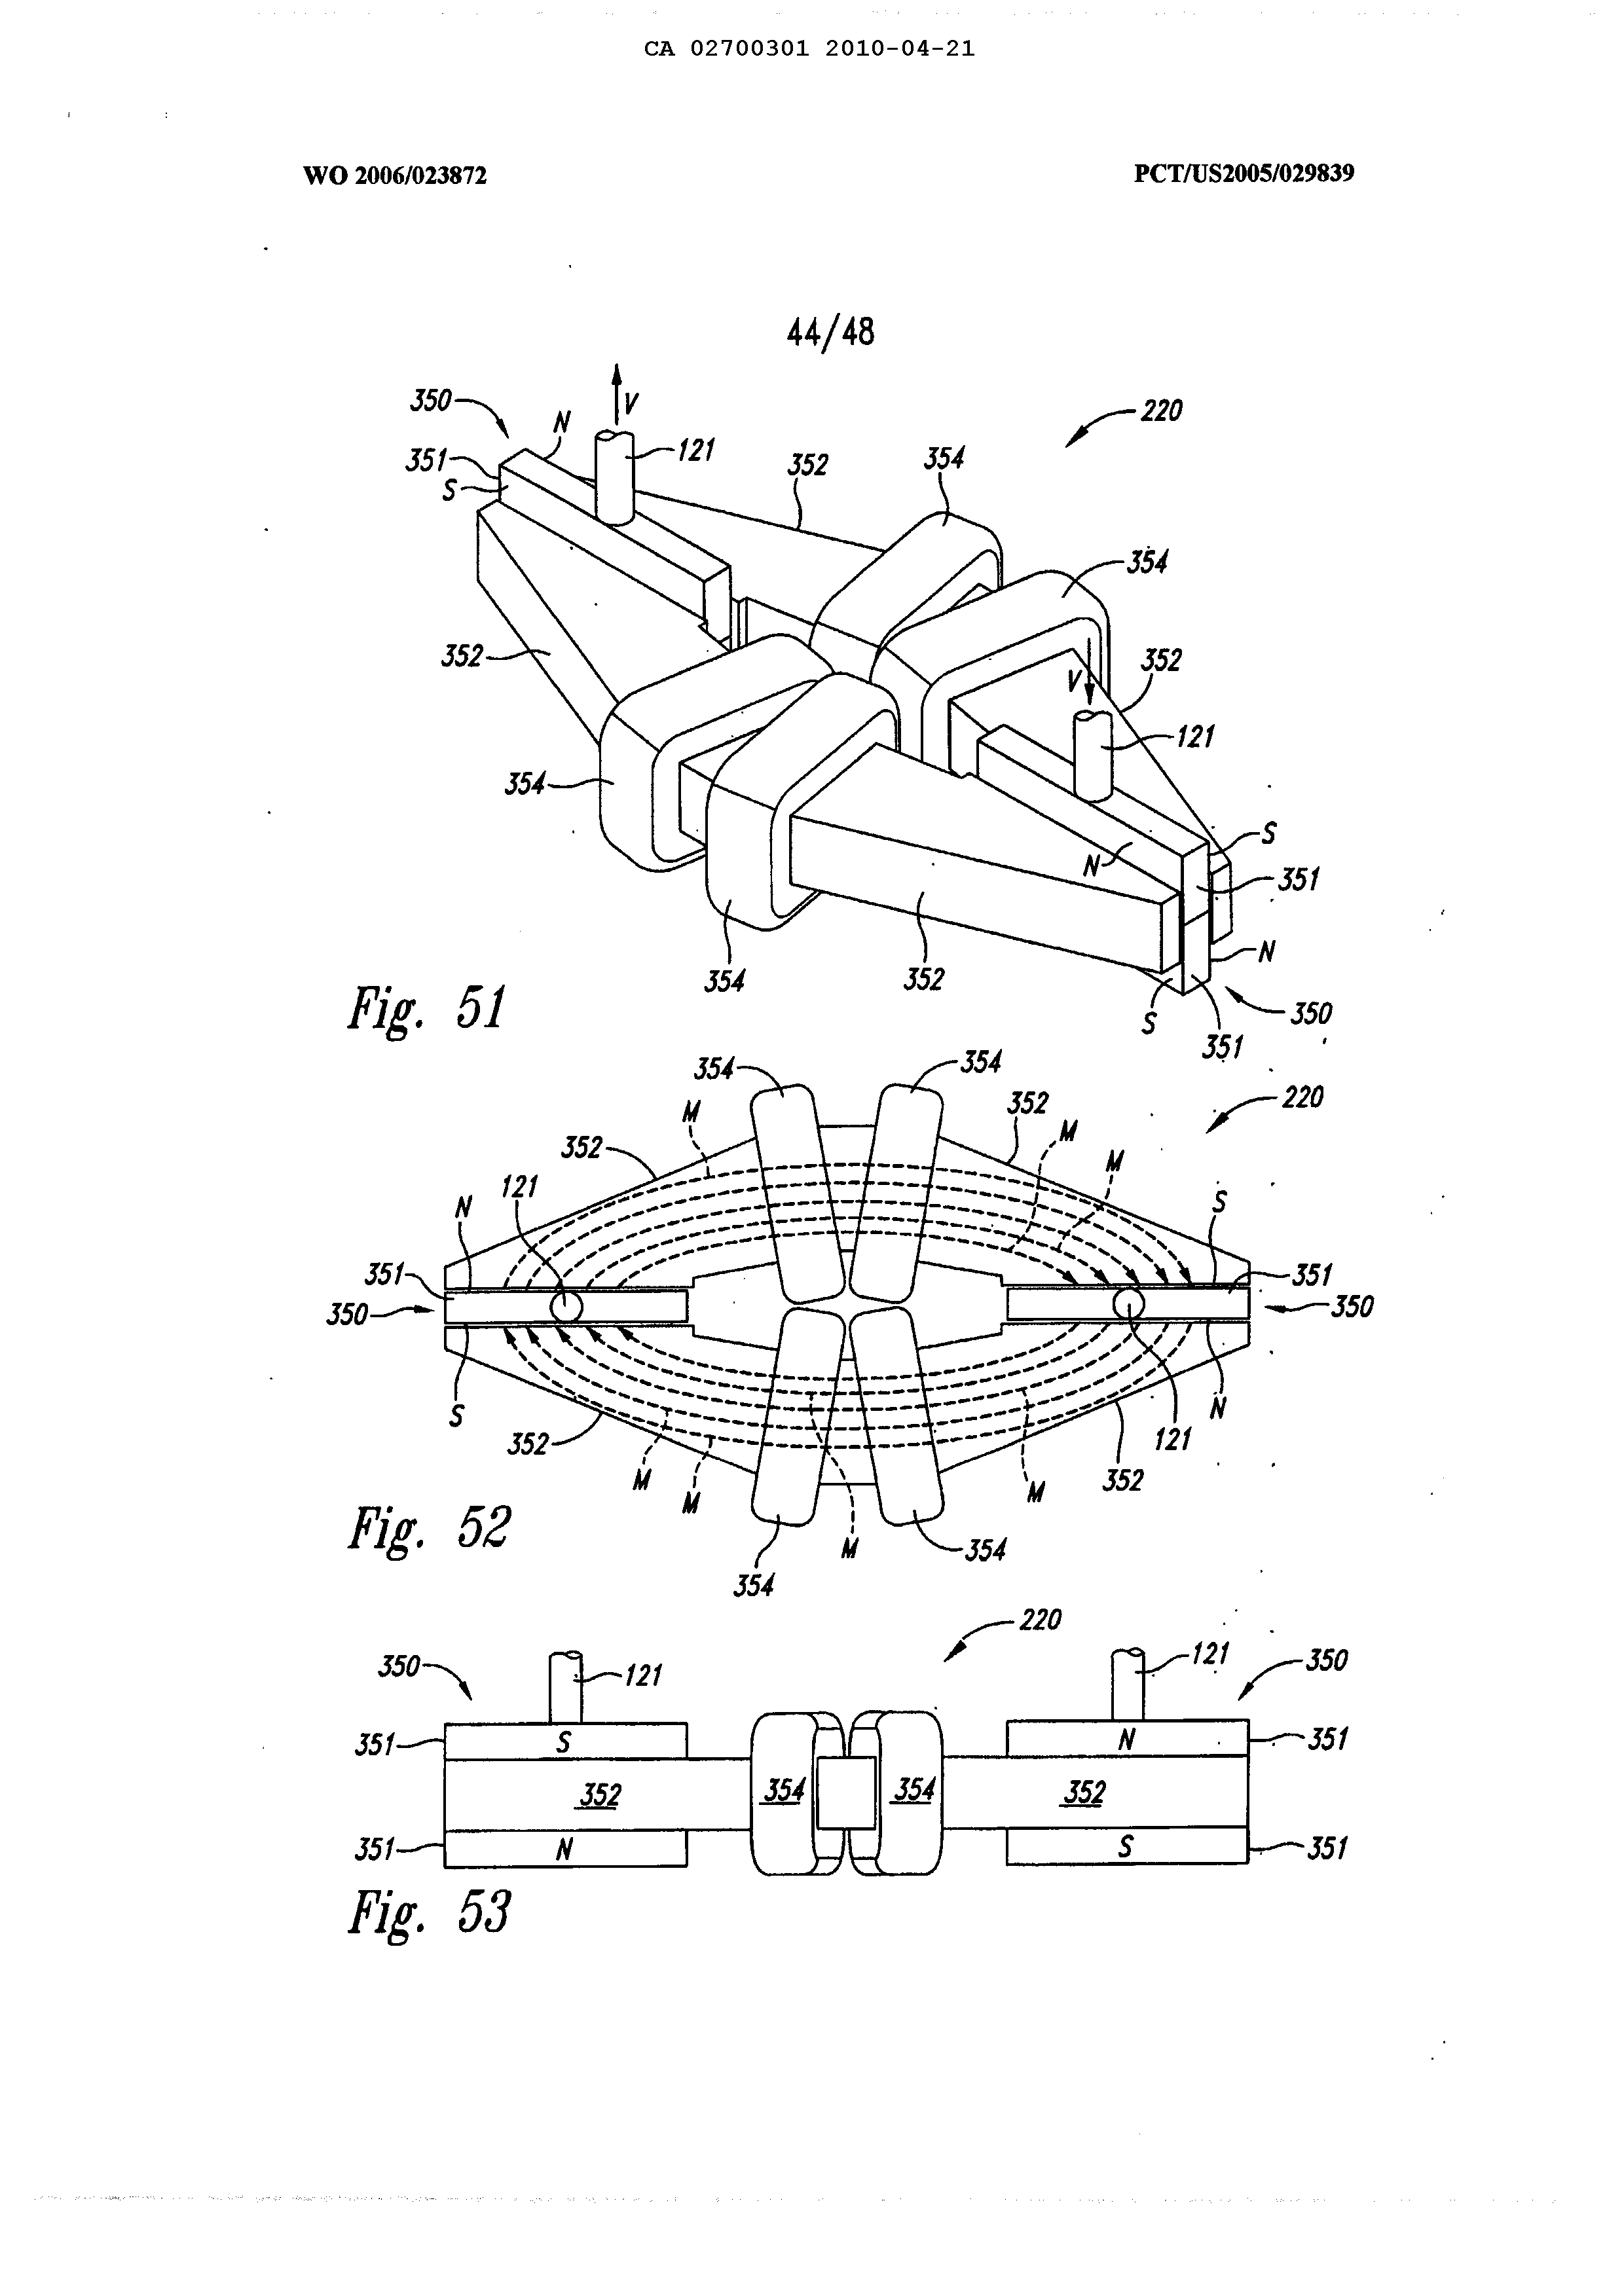 CA 02700301 2010-04-21
WO 2006/023872 PCT/US2005/029839
44/48
350 N V 121 352 354 220
351
S
354
352 352
V
121
354
N S
351
354 352 N
S 350
351
Fig. 51
354 354 220
M 352 M
352 M
121
N S
351 351
350 350
S N
352 M M M M 352
121
354 354
Fig. 52
220
350 121 121 350
351 S N 351
352 354 354 352
351 N S 351
Fig. 53